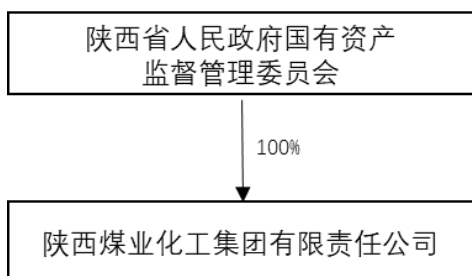 陕西省人民政府国有资产
监督管理委员会
100%
陕西煤业化工集团有限责任公司